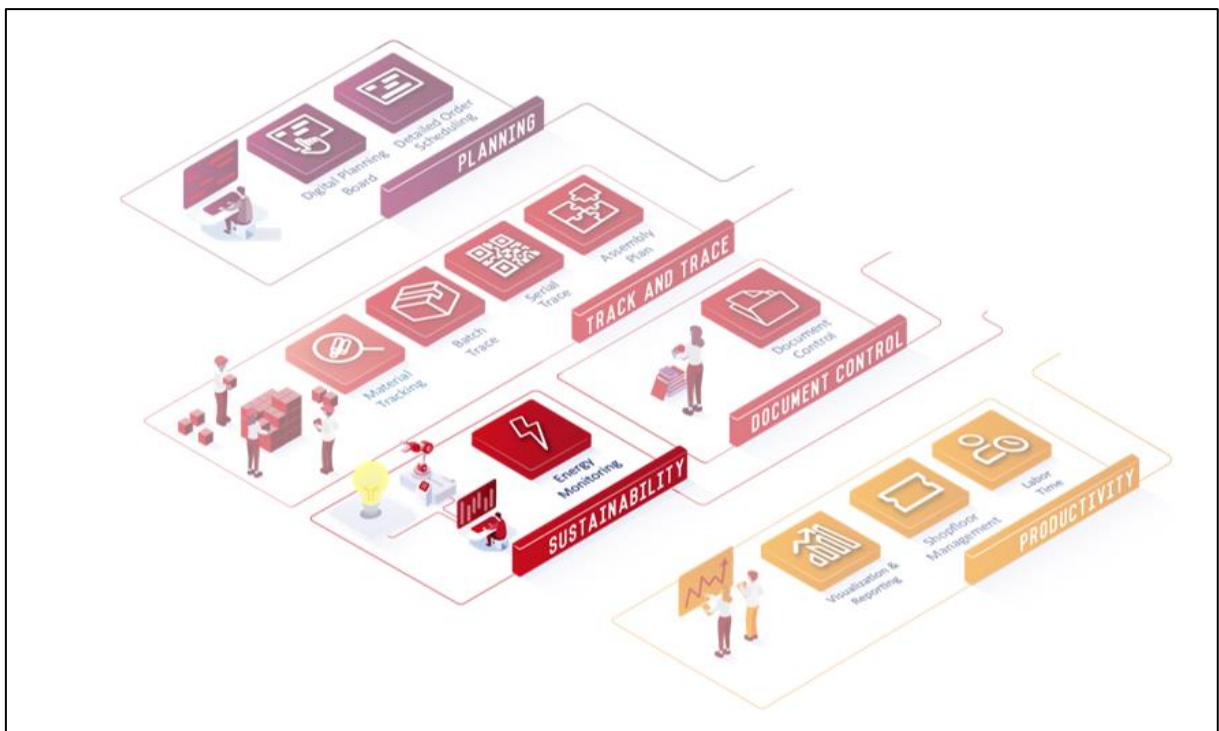 Digital Planning
Board
Detailed Order
Scheduling
PLANNING
Material
Tracking
Batch
Trace
Serial
Trace
Assembly
Plan
TRACK AND TRACE
Document
Control
DOCUMENT CONTROL
Energy
Monitoring
SUSTAINABILITY
Visualization &
Reporting
Shopfloor
Management
Labor
Time
PRODUCTIVITY